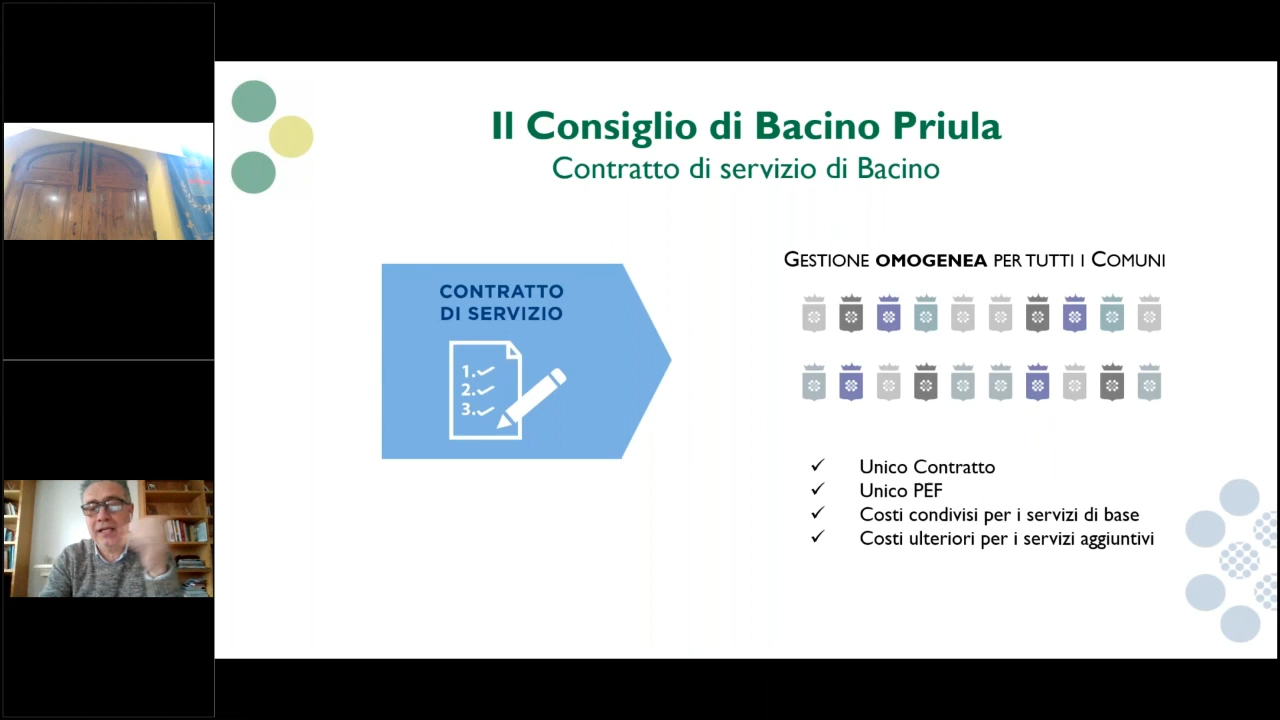 Il Consiglio di Bacino Priula
Contratto di servizio di Bacino
CONTRATTO
DI SERVIZIO
1.
2.
3.
GESTIONE OMOGENEA PER TUTTI I COMUNI
Unico Contratto
Unico PEF
Costi condivisi per i servizi di base
Costi ulteriori per i servizi aggiuntivi